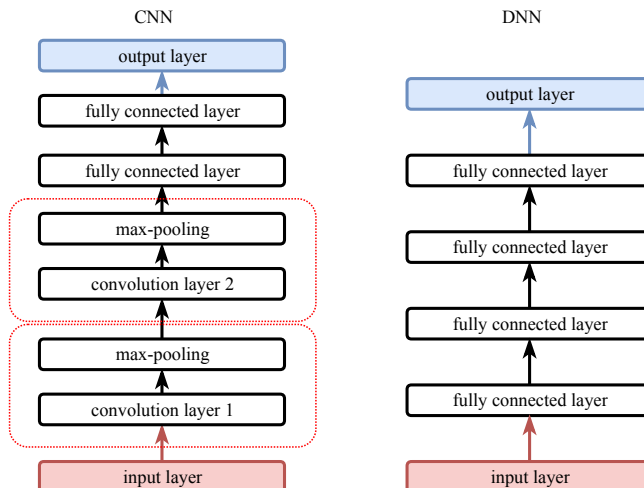 CNN
output layer
fully connected layer
fully connected layer
max-pooling
convolution layer 2
max-pooling
convolution layer 1
input layer
DNN
output layer
fully connected layer
fully connected layer
fully connected layer
fully connected layer
input layer